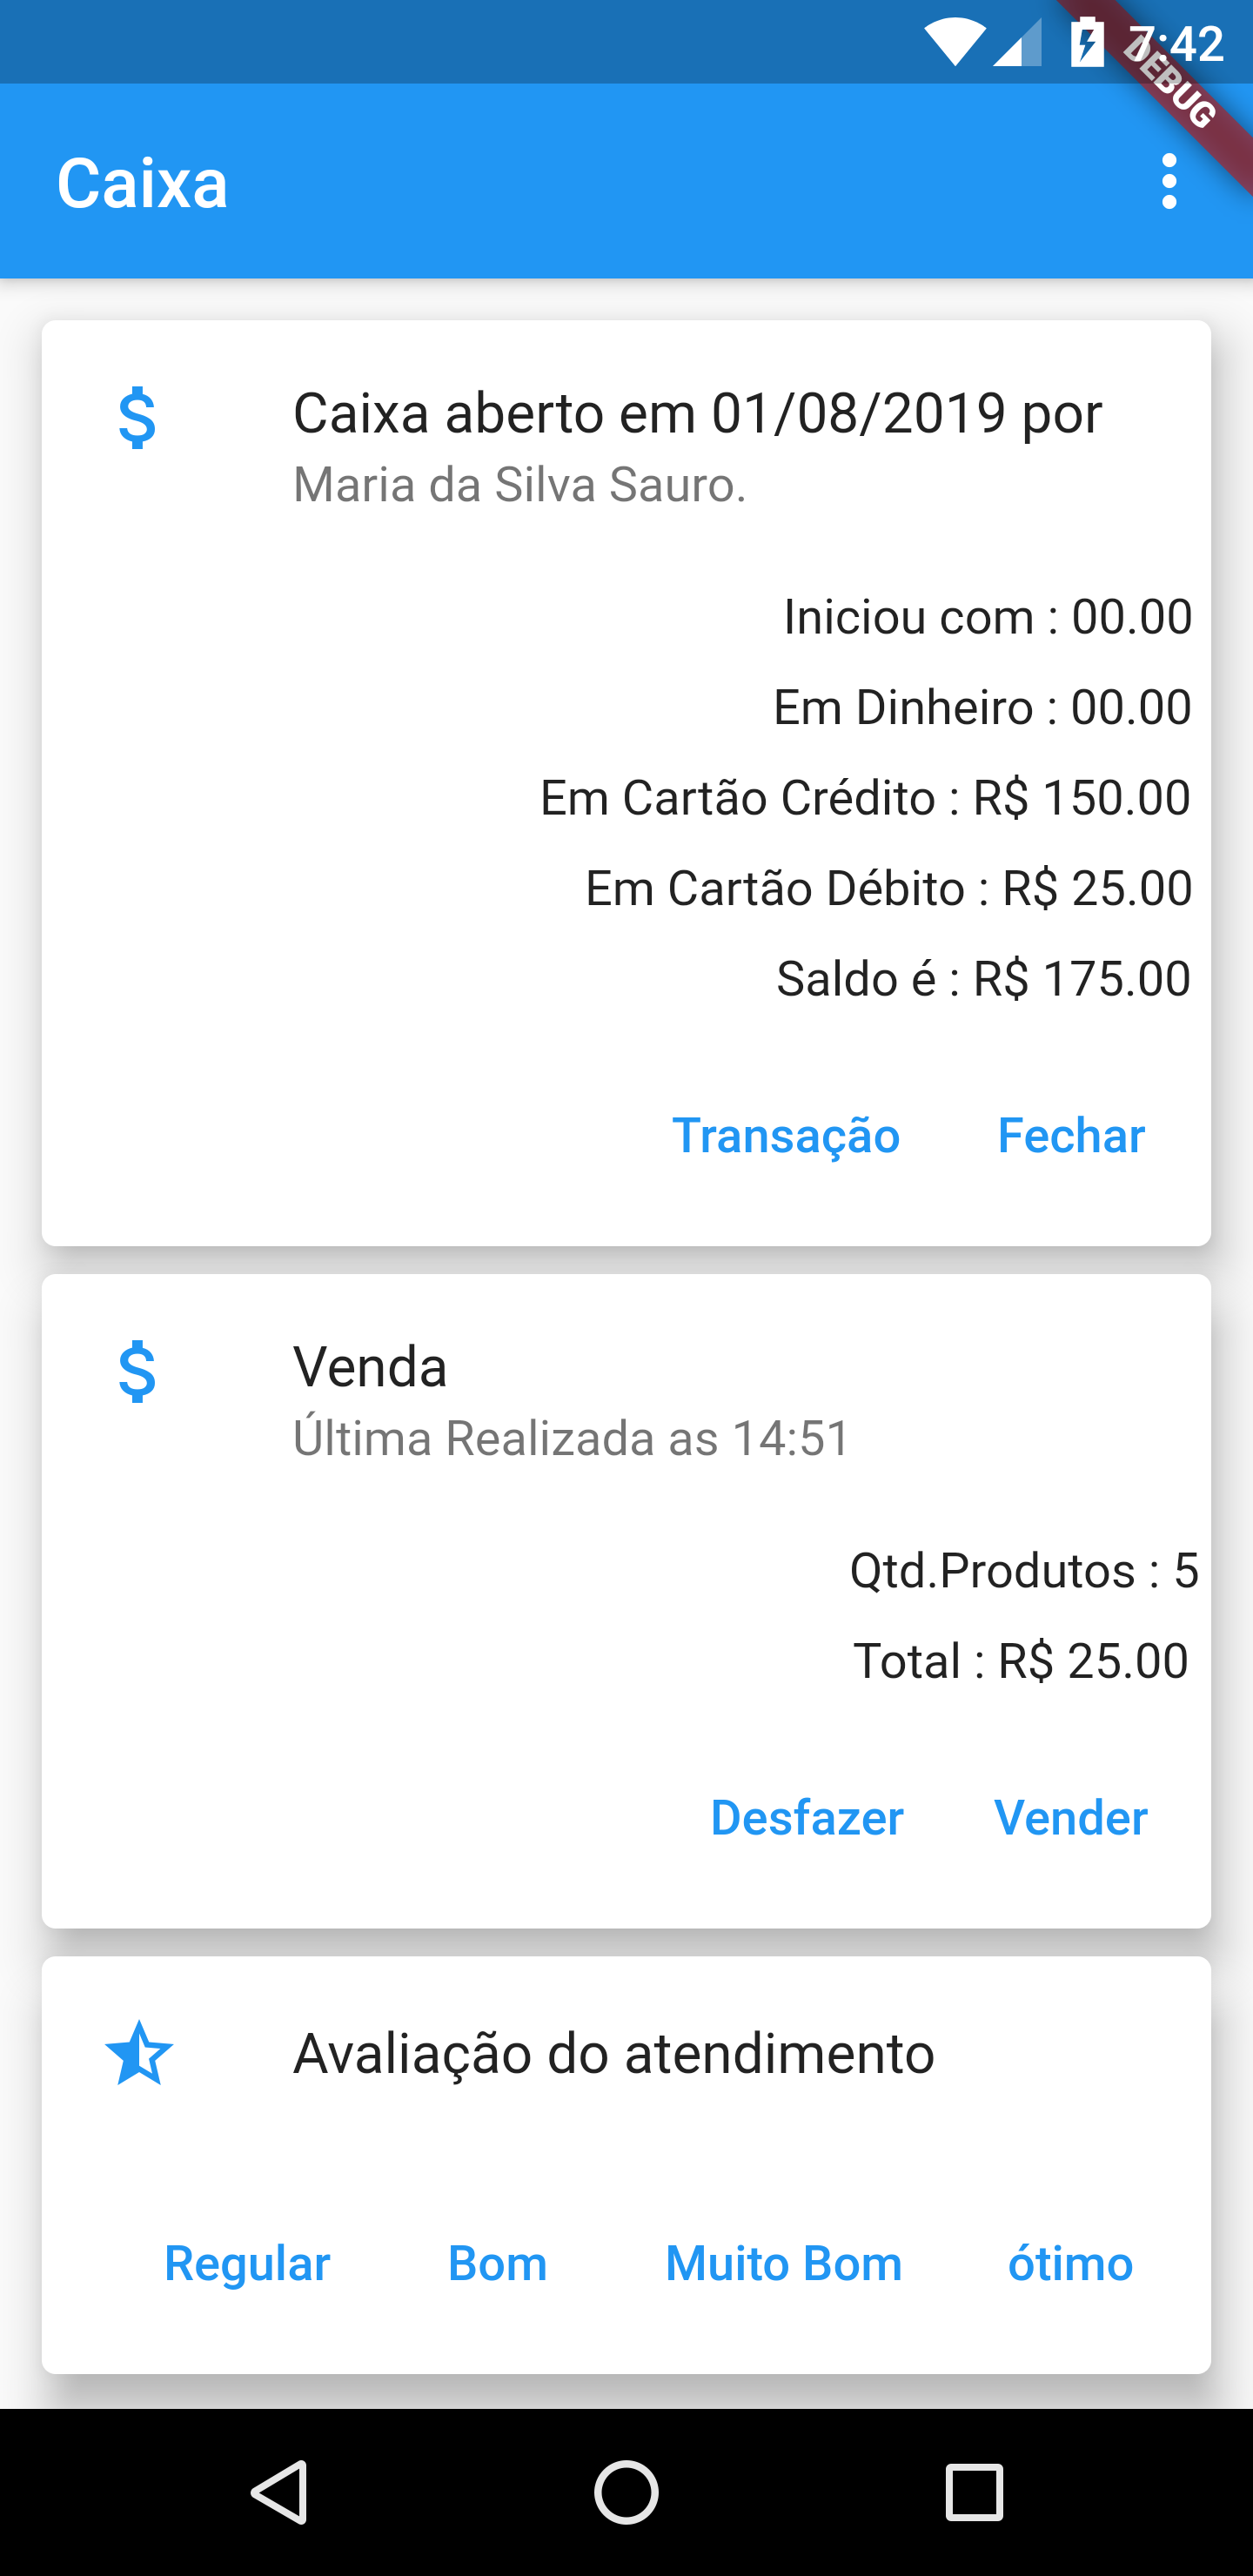 7:42
DEBUG
Caixa
Caixa aberto em 01/08/2019 por
Maria da Silva Sauro.
Iniciou com : 00.00
Em Dinheiro : 00.00
Em Cartão Crédito : R$ 150.00
Em Cartão Débito : R$ 25.00
Saldo é : R$ 175.00
Transação Fechar
Venda
Última Realizada as 14:51
Qtd.Produtos : 5
Total : R$ 25.00
Desfazer Vender
Avaliação do atendimento
Regular Bom Muito Bom ótimo